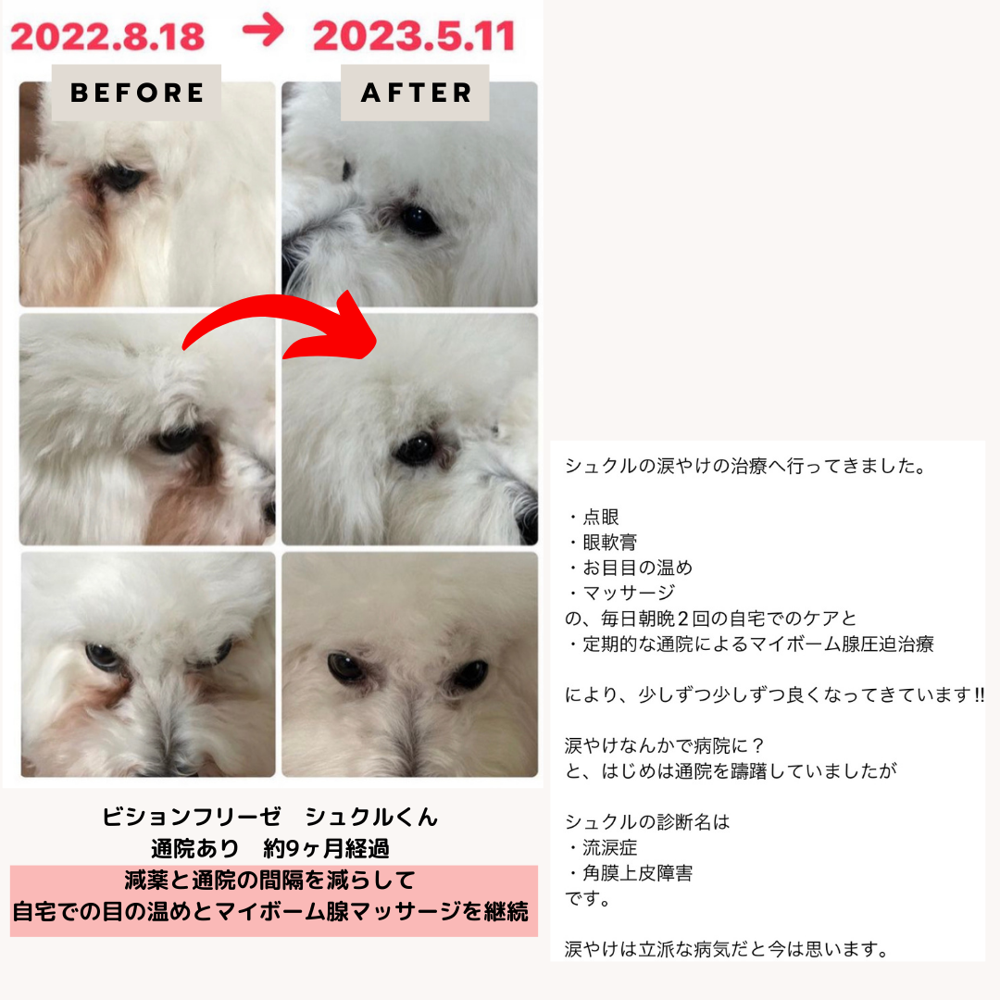 2022.8.18 → 2023.5.11
BEFORE
AFTER
ビションフリーゼ　シュクルくん
通院あり　約9ヶ月経過
減薬と通院の間隔を減らして
自宅での目の温めとマイボーム腺マッサージを継続
シュクルの涙やけの治療へ行ってきました。
・点眼
・眼軟膏
・お目目の温め
・マッサージ
の、毎日朝晩２回の自宅でのケアと
・定期的な通院によるマイボーム腺圧迫治療
により、少しずつ少しずつ良くなってきています‼
涙やけなんかで病院に？
と、はじめは通院を躊躇していましたが
シュクルの診断名は
・流涙症
・角膜上皮障害
です。
涙やけは立派な病気だと今は思います。